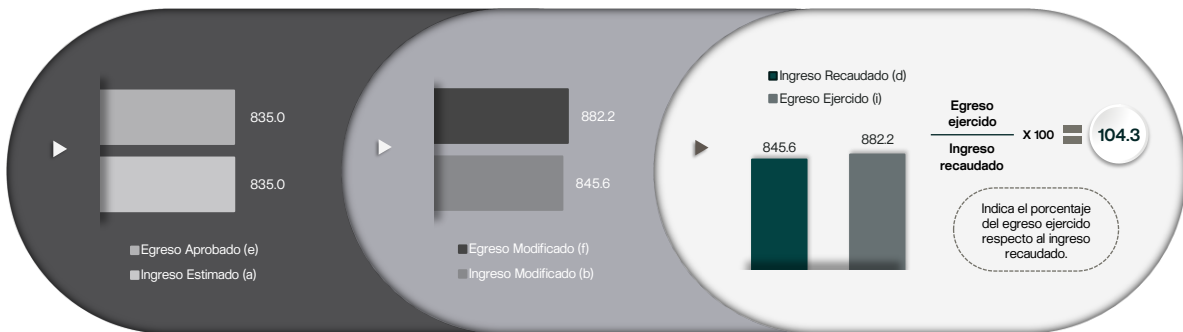 835.0
835.0
Egreso Aprobado (e)
Ingreso Estimado (a)
882.2
845.6
Egreso Modificado (f)
Ingreso Modificado (b)
Ingreso Recaudado (d)
Egreso Ejercido (i)
845.6
882.2
Egreso
ejercido
Ingreso
recaudado
X 100
104.3
Indica el porcentaje
del egreso ejercido
respecto al ingreso
recaudado.